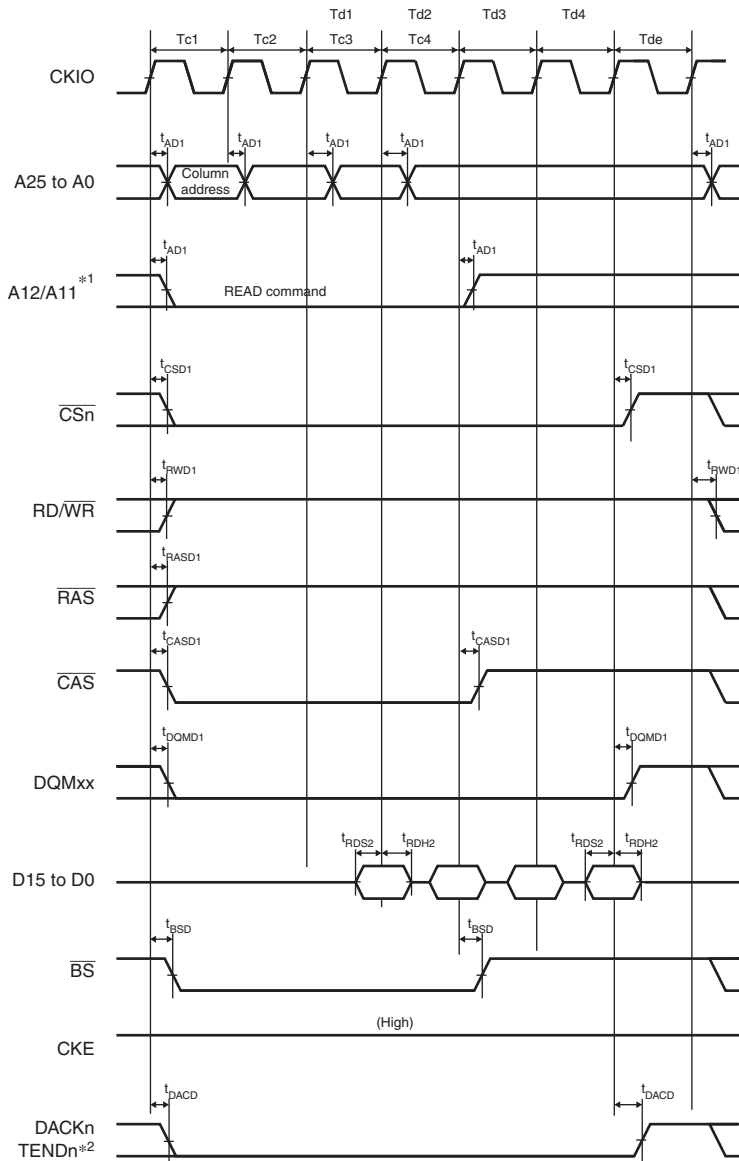 Td1 Td2 Td3 Td4
Tc1 Tc2 Tc3 Tc4 Tde
CKIO
tAD1 tAD1 tAD1 tAD1 tAD1
A25 to A0
Column
address
tAD1 tAD1
A12/A11*1
READ command
tCSD1 tCSD1
CSn
tRWD1 tRWD1
RD/WR
tRASD1
RAS
tCASD1 tCASD1
CAS
tDQMD1 tDQMD1
DQMxx
tRDS2 tRDH2 tRDS2 tRDH2
D15 to D0
tBSD tBSD
BS
(High)
CKE
tDACD tDACD
DACKn
TENDn*2